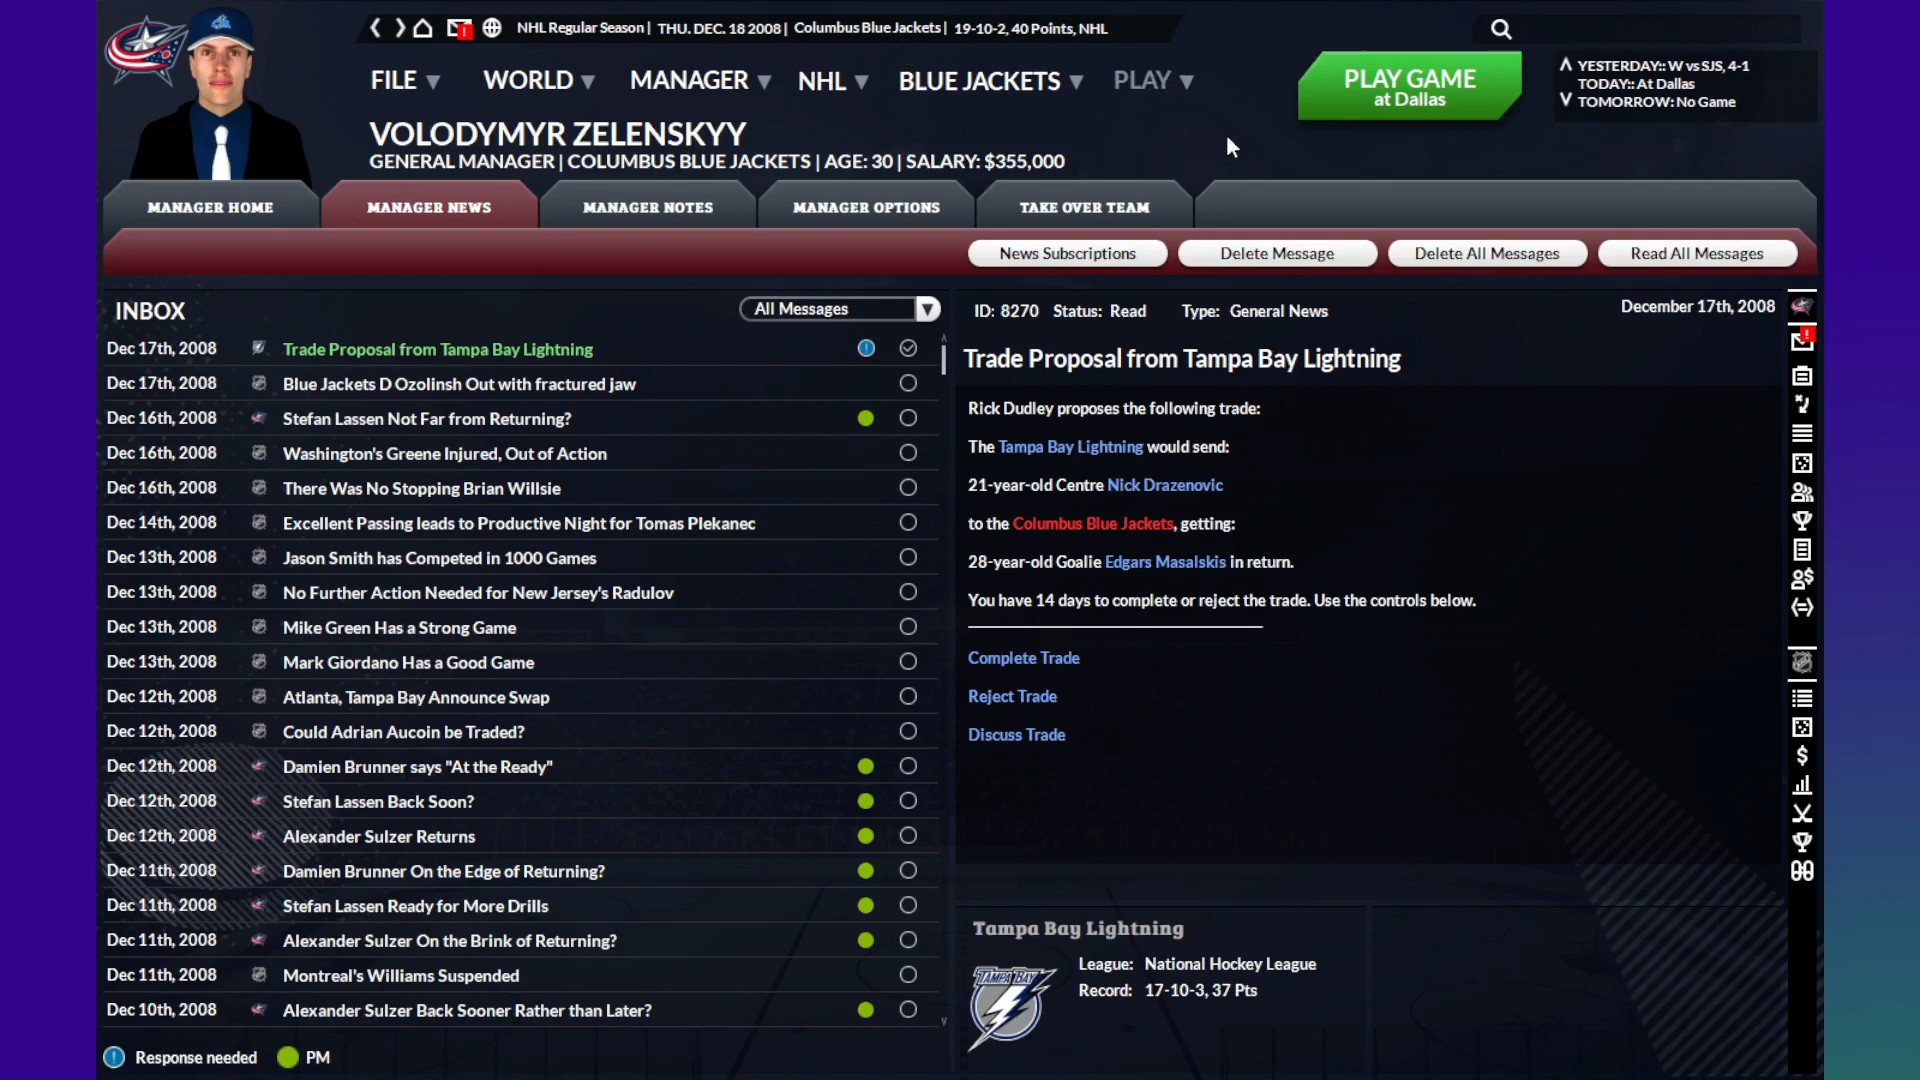 NHL Regular Season | THU. DEC. 18 2008 | Columbus Blue Jackets | 19-10-2, 40 Points, NHL
FILE WORLD MANAGER NHL BLUE JACKETS PLAY
PLAY GAME
at Dallas
YESTERDAY:: W vs SJS, 4-1
TODAY:: At Dallas
TOMORROW: No Game
VOLODYMYR ZELENSKYY
GENERAL MANAGER | COLUMBUS BLUE JACKETS | AGE: 30 | SALARY: $355,000
MANAGER HOME MANAGER NEWS MANAGER NOTES MANAGER OPTIONS TAKE OVER TEAM
News Subscriptions Delete Message Delete All Messages Read All Messages
INBOX All Messages
Dec 17th, 2008 Trade Proposal from Tampa Bay Lightning
Dec 17th, 2008 Blue Jackets D Ozolinsh Out with fractured jaw
Dec 16th, 2008 Stefan Lassen Not Far from Returning?
Dec 16th, 2008 Washington's Greene Injured, Out of Action
Dec 16th, 2008 There Was No Stopping Brian Willsie
Dec 14th, 2008 Excellent Passing leads to Productive Night for Tomas Plekanec
Dec 13th, 2008 Jason Smith has Competed in 1000 Games
Dec 13th, 2008 No Further Action Needed for New Jersey's Radulov
Dec 13th, 2008 Mike Green Has a Strong Game
Dec 13th, 2008 Mark Giordano Has a Good Game
Dec 12th, 2008 Atlanta, Tampa Bay Announce Swap
Dec 12th, 2008 Could Adrian Aucoin be Traded?
Dec 12th, 2008 Damien Brunner says "At the Ready"
Dec 12th, 2008 Stefan Lassen Back Soon?
Dec 12th, 2008 Alexander Sulzer Returns
Dec 11th, 2008 Damien Brunner On the Edge of Returning?
Dec 11th, 2008 Stefan Lassen Ready for More Drills
Dec 11th, 2008 Alexander Sulzer On the Brink of Returning?
Dec 11th, 2008 Montreal's Williams Suspended
Dec 10th, 2008 Alexander Sulzer Back Sooner Rather than Later?
Response needed PM
ID: 8270 Status: Read Type: General News December 17th, 2008
Trade Proposal from Tampa Bay Lightning
Rick Dudley proposes the following trade:
The Tampa Bay Lightning would send:
21-year-old Centre Nick Drazenovic
to the Columbus Blue Jackets, getting:
28-year-old Goalie Edgars Masalskis in return.
You have 14 days to complete or reject the trade. Use the controls below.
Complete Trade
Reject Trade
Discuss Trade
Tampa Bay Lightning
TAMPA BAY
League: National Hockey League
Record: 17-10-3, 37 Pts